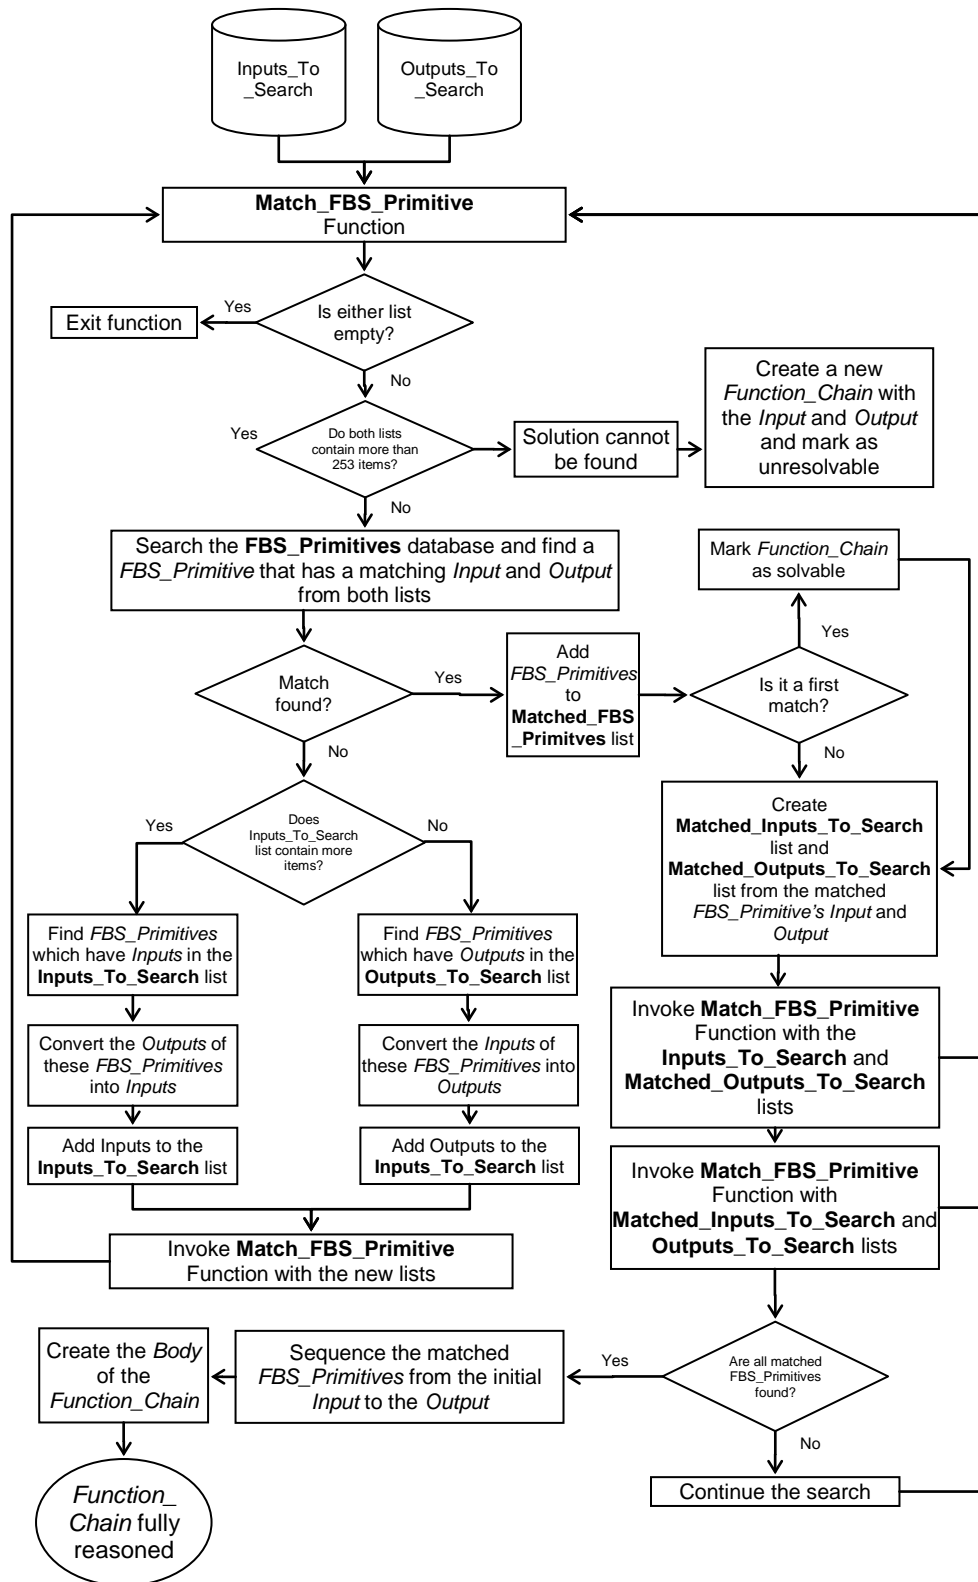 Inputs_To
_Search
Outputs_To
_Search
Match_FBS_Primitive
Function
Is either list
empty?
Yes
Exit function
No
Do both lists
contain more than
253 items?
Yes
Solution cannot
be found
Create a new
Function_Chain with
the Input and Output
and mark as
unresolvable
No
Search the FBS_Primitives database and find a
FBS_Primitive that has a matching Input and Output
from both lists
Match
found?
Yes
Add
FBS_Primitives
to
Matched_FBS
_Primitves list
Is it a first
match?
Yes
Mark Function_Chain
as solvable
No
Create
Matched_Inputs_To_Search
list and
Matched_Outputs_To_Search
list from the matched
FBS_Primitive's Input and
Output
No
Does
Inputs_To_Search
list contain more
items?
Yes
No
Find FBS_Primitives
which have Inputs in the
Inputs_To_Search list
Convert the Outputs of
these FBS_Primitives
into Inputs
Add Inputs to the
Inputs_To_Search list
Find FBS_Primitives
which have Outputs in the
Outputs_To_Search list
Convert the Inputs of
these FBS_Primitives into
Outputs
Add Outputs to the
Inputs_To_Search list
Invoke Match_FBS_Primitive
Function with the new lists
Invoke Match_FBS_Primitive
Function with the
Inputs_To_Search and
Matched_Outputs_To_Search
lists
Invoke Match_FBS_Primitive
Function with
Matched_Inputs_To_Search and
Outputs_To_Search lists
Are all matched
FBS_Primitives
found?
Yes
Sequence the matched
FBS_Primitives from the initial
Input to the Output
Create the Body
of the
Function_Chain
Function_
Chain fully
reasoned
No
Continue the search